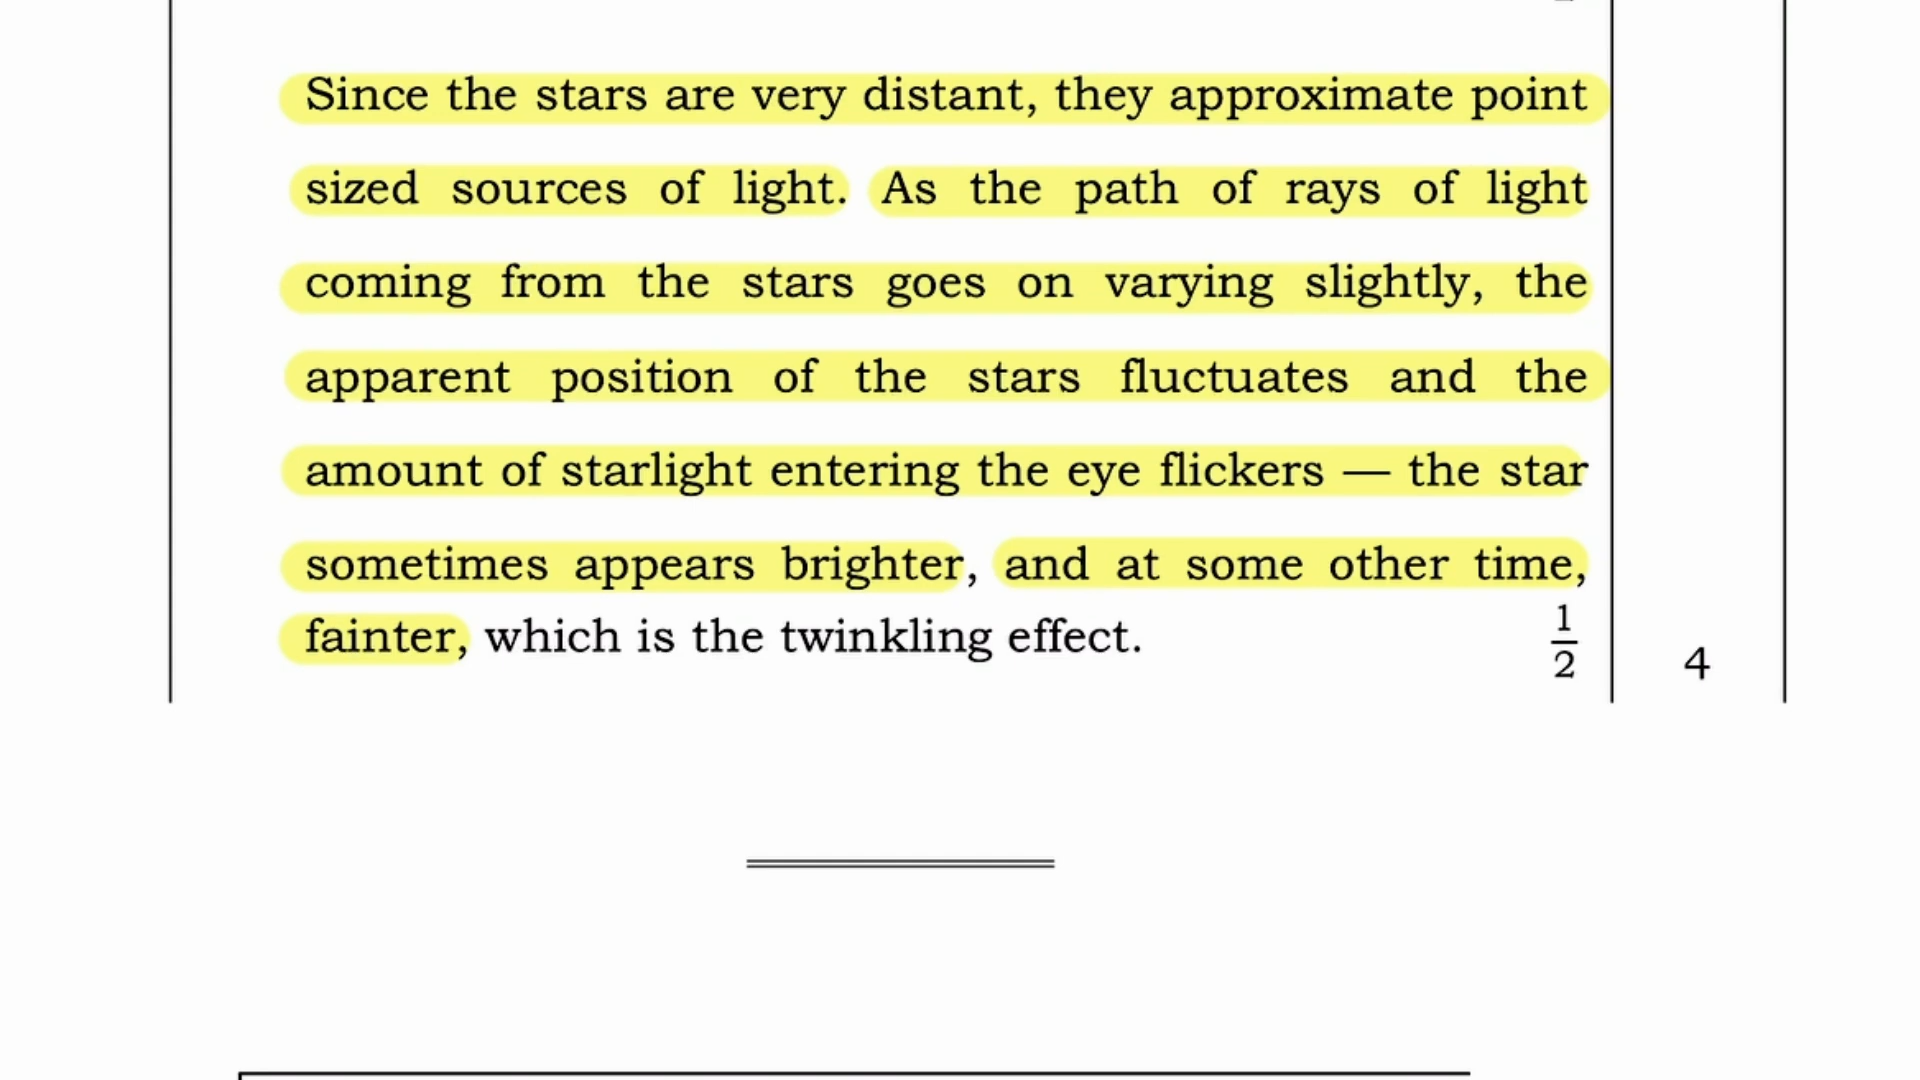 Since the stars are very distant, they approximate point
sized sources of light. As the path of rays of light
coming from the stars goes on varying slightly, the
apparent position of the stars fluctuates and the
amount of starlight entering the eye flickers — the star
sometimes appears brighter, and at some other time,
fainter, which is the twinkling effect. 1/2 4